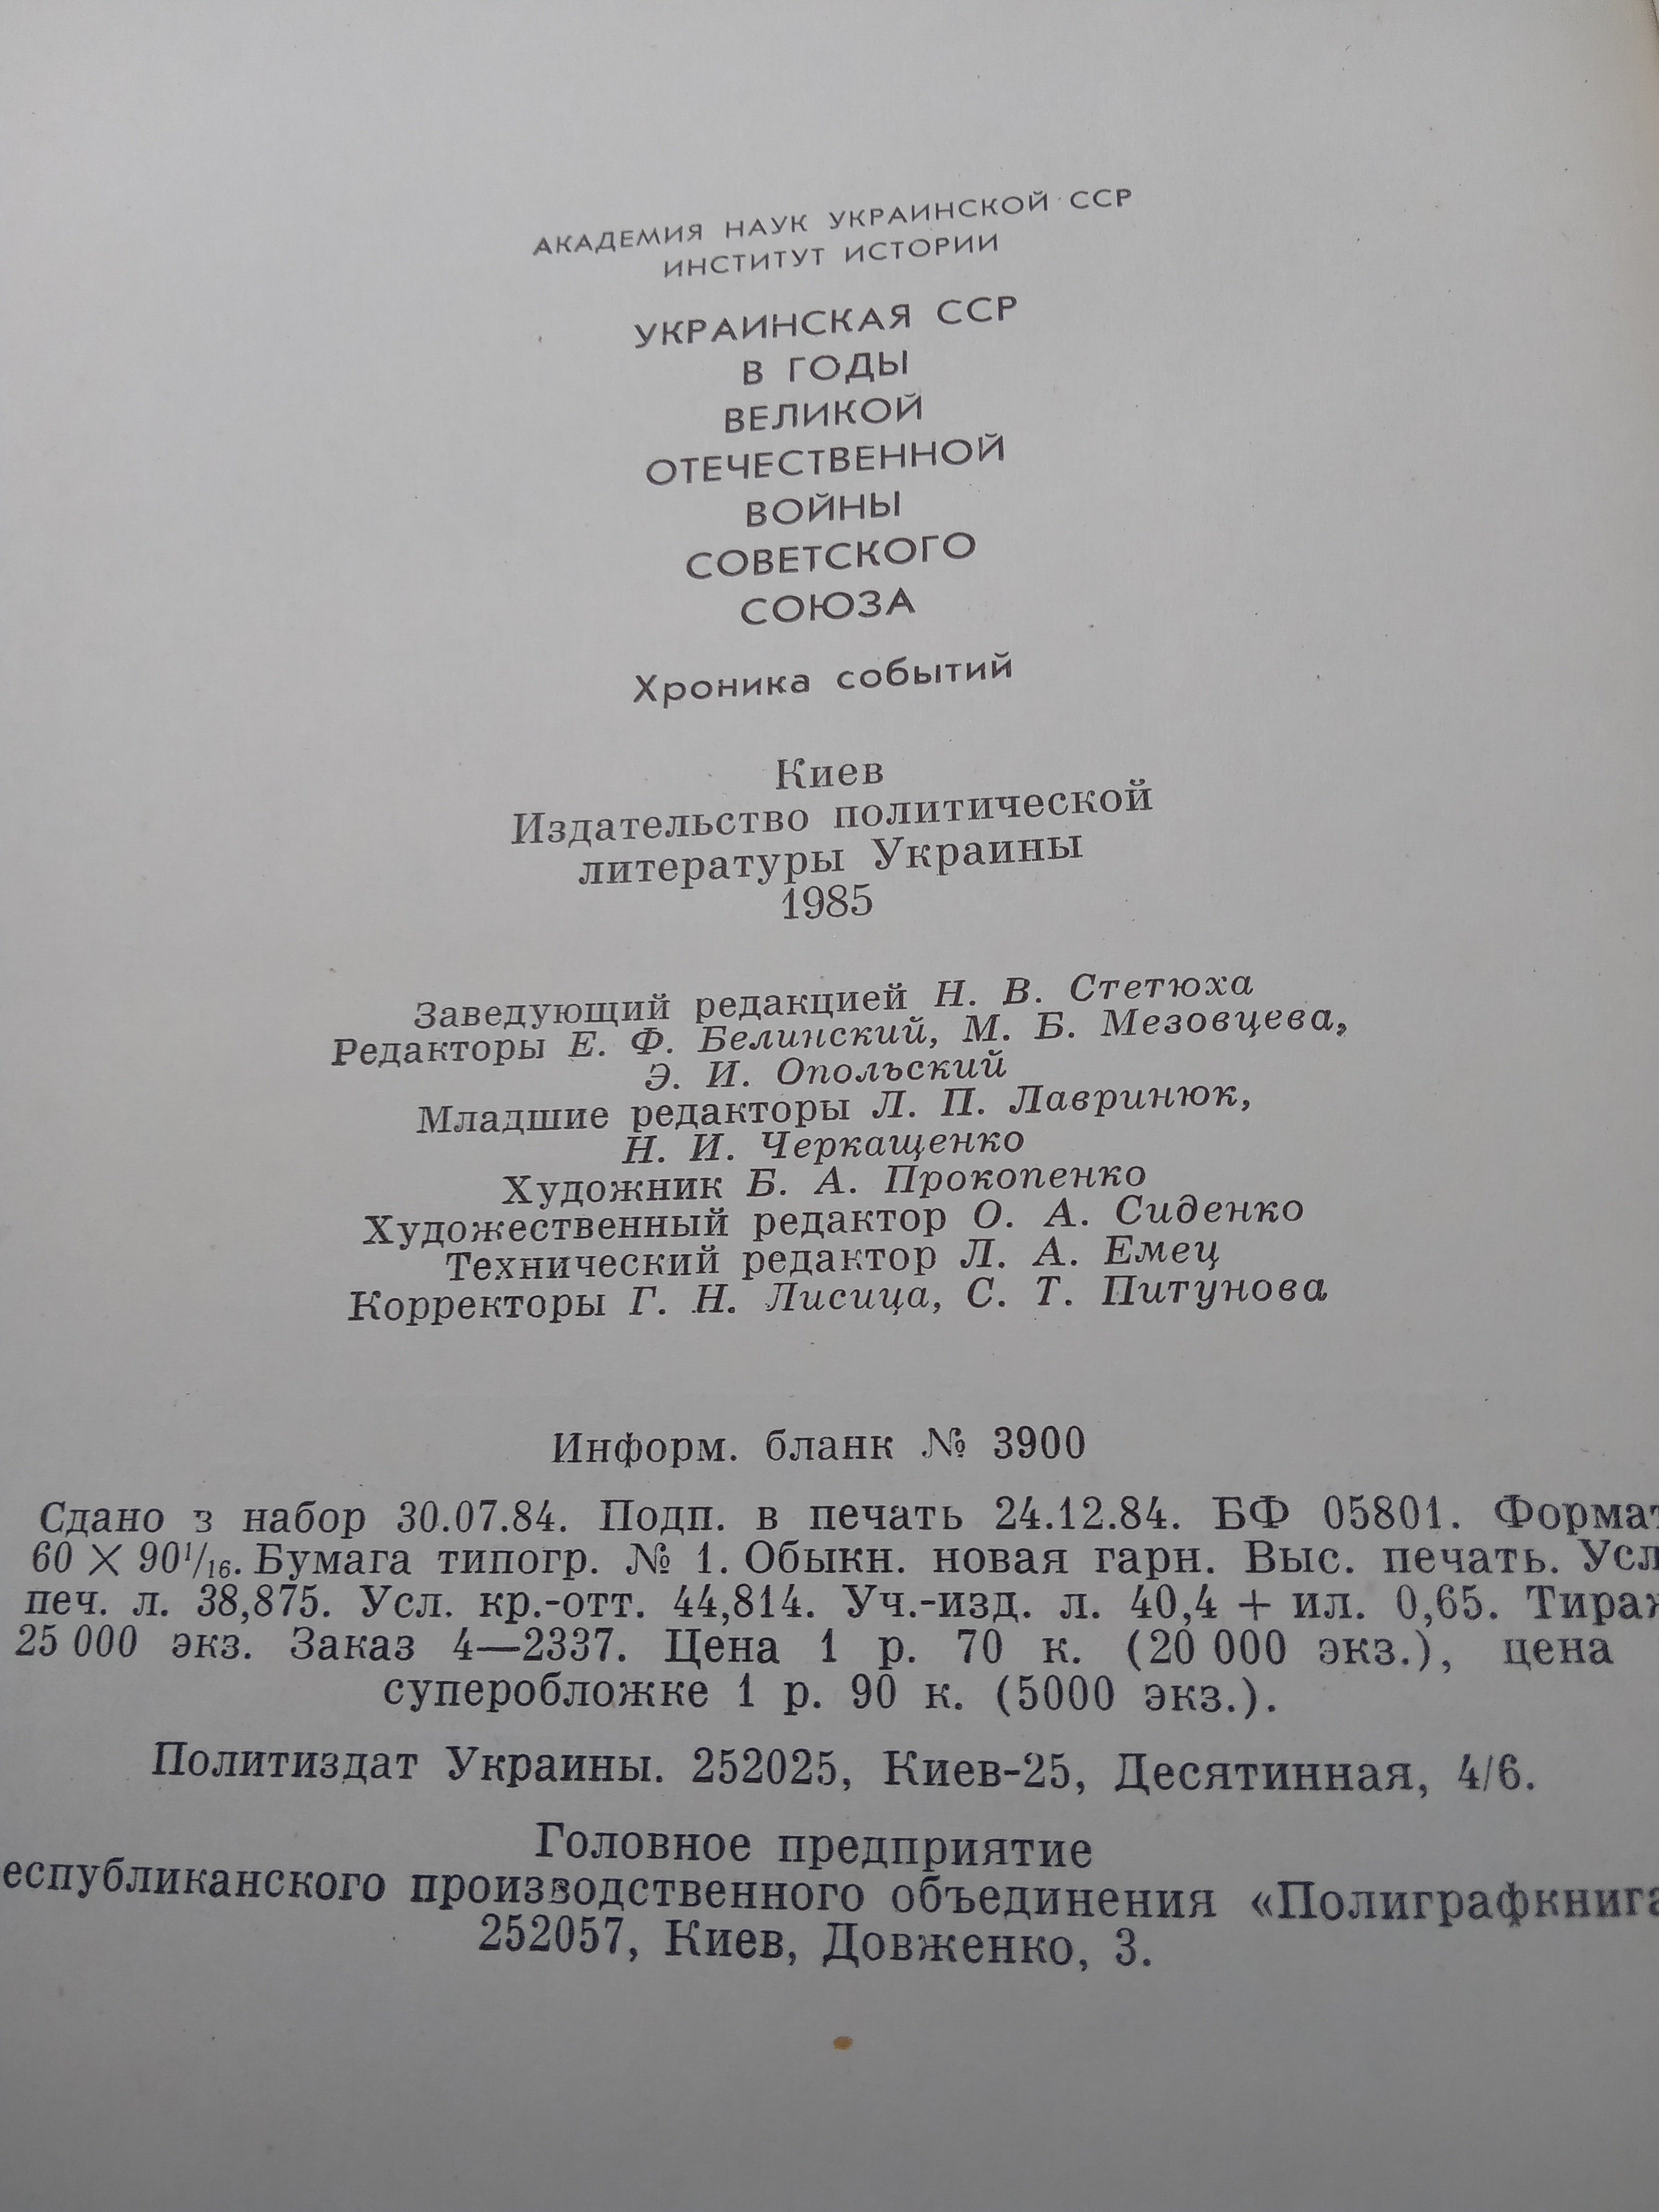 АКАДЕМИЯ НАУК УКРАИНСКОЙ ССР
ИНСТИТУТ ИСТОРИИ
УКРАИНСКАЯ ССР
В ГОДЫ
ВЕЛИКОЙ
ОТЕЧЕСТВЕННОЙ
ВОЙНЫ
СОВЕТСКОГО
СОЮЗА
Хроника событий
Киев
Издательство политической
литературы Украины
1985
Заведующий редакцией Н. В. Стетюха
Редакторы Е. Ф. Белинский, М. Б. Мезовцева,
Э. И. Опольский
Младшие редакторы Л. П. Лавринюк,
Н. И. Черкащенко
Художник Б. А. Прокопенко
Художественный редактор О. А. Сиденко
Технический редактор Л. А. Емец
Корректоры Г. Н. Лисица, С. Т. Питунова
Информ. бланк № 3900
Сдано в набор 30.07.84. Подп. в печать 24.12.84. БФ 05801. Формат
60 × 90¹/₁₆. Бумага типогр. № 1. Обыкн. новая гарн. Выс. печать. Усл
печ. л. 38,875. Усл. кр.-отт. 44,814. Уч.-изд. л. 40,4 + ил. 0,65. Тираж
25 000 экз. Заказ 4—2337. Цена 1 р. 70 к. (20 000 экз.), цена
суперобложке 1 р. 90 к. (5000 экз.).
Политиздат Украины. 252025, Киев-25, Десятинная, 4/6.
Головное предприятие
еспубликанского производственного объединения «Полиграфкнига
252057, Киев, Довженко, 3.